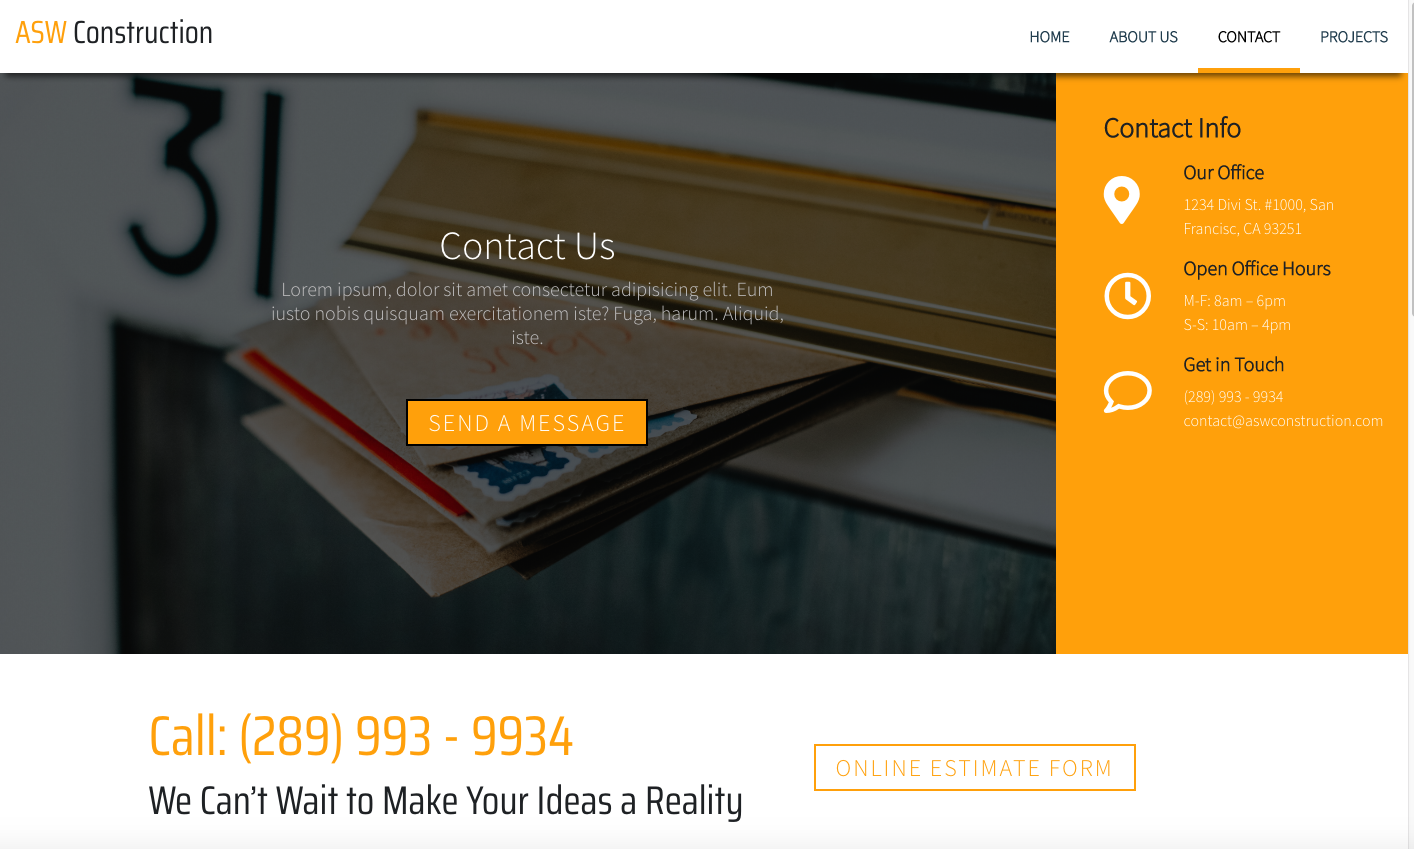 ASW Construction
HOME
ABOUT US
CONTACT
PROJECTS
31
Contact Us
Lorem ipsum, dolor sit amet consectetur adipisicing elit. Eum
iusto nobis quisquam exercitationem iste? Fuga, harum. Aliquid,
iste.
SEND A MESSAGE
Contact Info
Our Office
1234 Divi St. #1000, San
Francisc, CA 93251
Open Office Hours
M-F: 8am – 6pm
S-S: 10am – 4pm
Get in Touch
(289) 993 - 9934
contact@aswconstruction.com
Call: (289) 993 - 9934
We Can’t Wait to Make Your Ideas a Reality
ONLINE ESTIMATE FORM